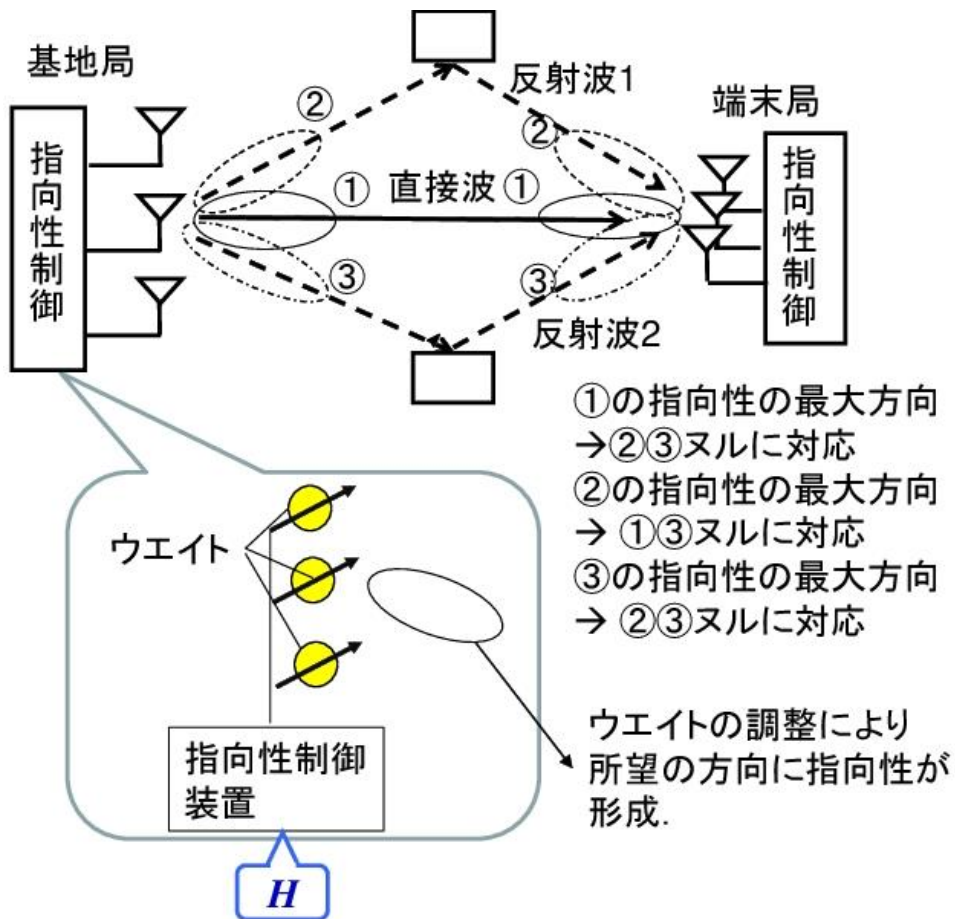 基地局
指向性制御
②
反射波1
②
端末局
指向性制御
① 直接波 ①
③
③
反射波2
①の指向性の最大方向
→②③ヌルに対応
②の指向性の最大方向
→ ①③ヌルに対応
③の指向性の最大方向
→ ②③ヌルに対応
ウエイト
指向性制御
装置
H
ウエイトの調整により
所望の方向に指向性が
形成.